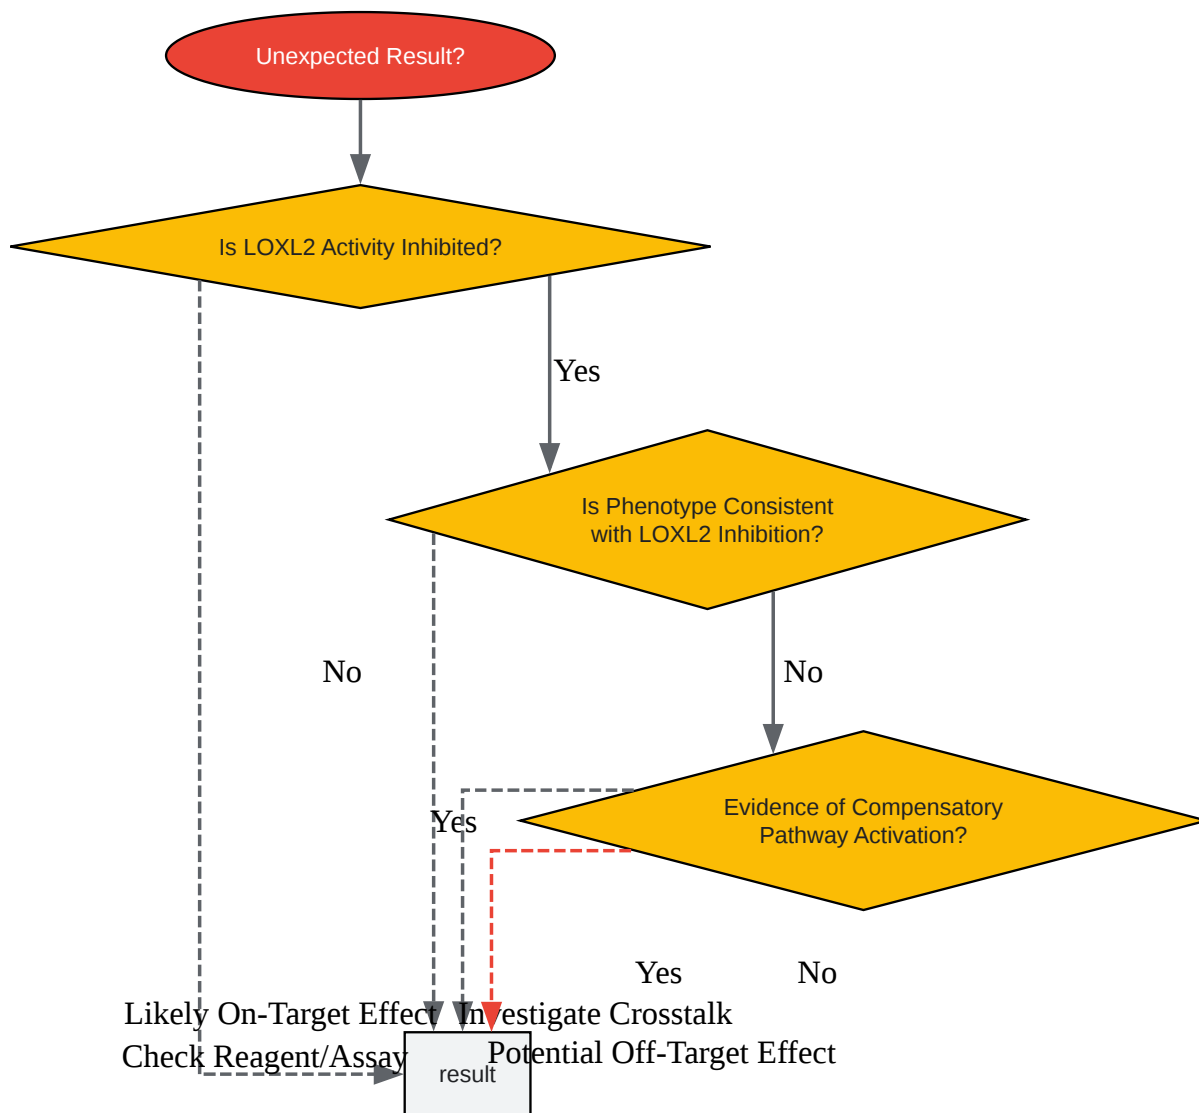 Unexpected Result?
Is LOXL2 Activity Inhibited?
Yes
Is Phenotype Consistent
with LOXL2 Inhibition?
No
No
Evidence of Compensatory
Pathway Activation?
Yes
Yes
No
Likely On-Target Effect
Investigate Crosstalk
Check Reagent/Assay
Potential Off-Target Effect
result